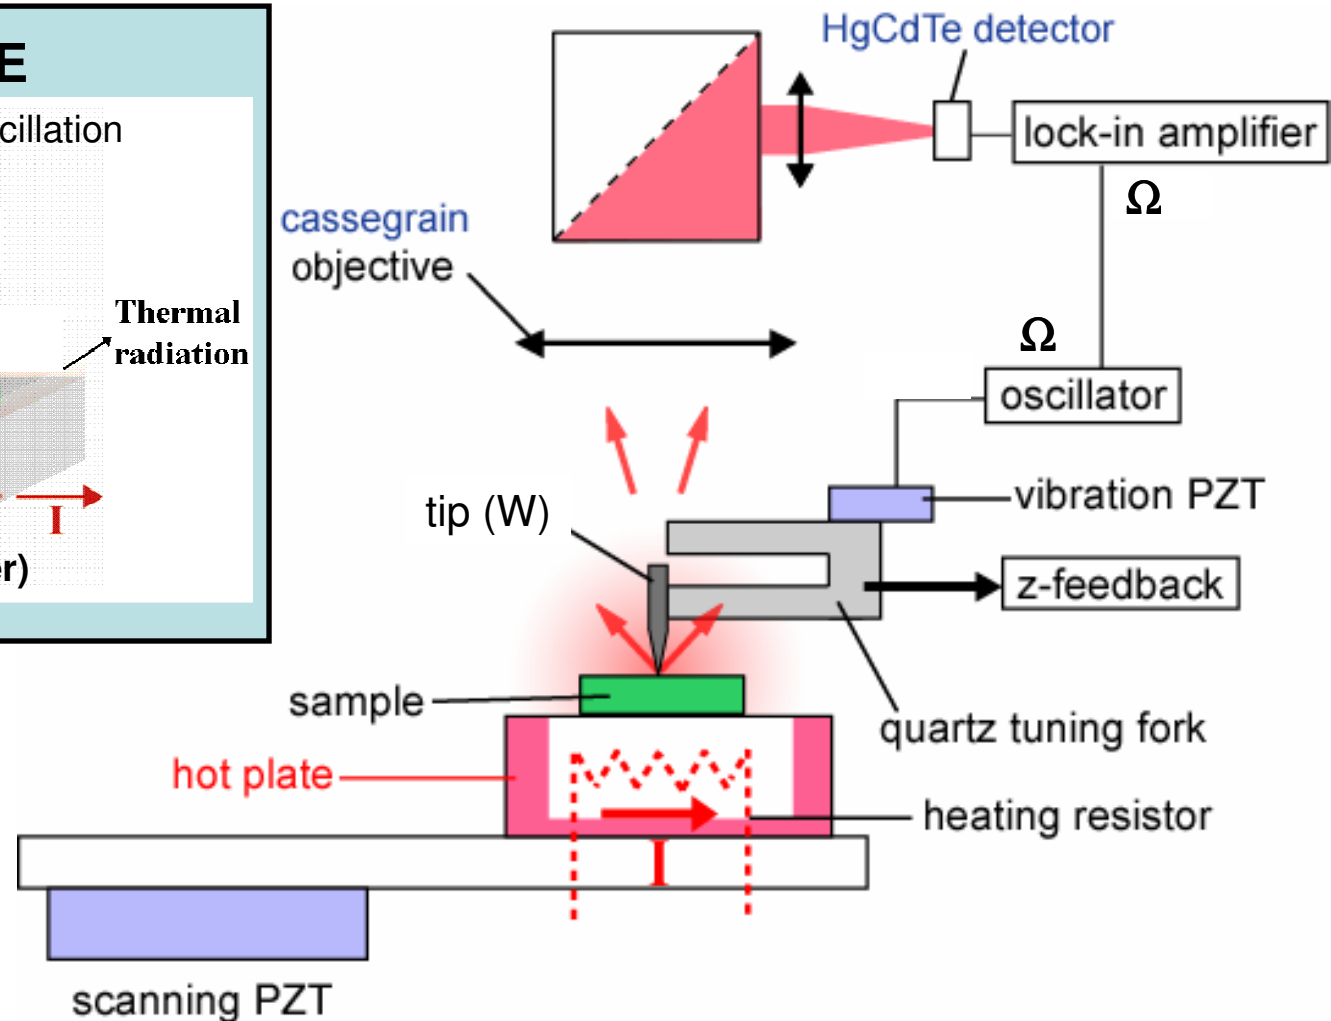 E
cillation
Thermal
radiation
I
er)
HgCdTe detector
lock-in amplifier
Ω
cassegrain
objective
Ω
oscillator
tip (W)
vibration PZT
z-feedback
sample
quartz tuning fork
hot plate
heating resistor
I
scanning PZT